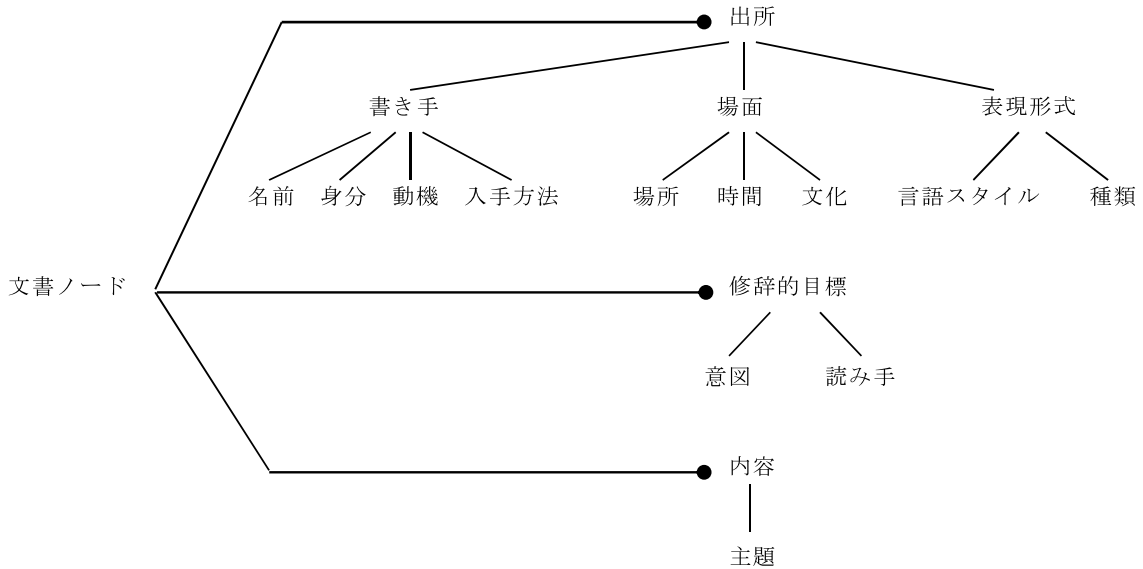 出所
書き手 場面 表現形式
名前 身分 動機 入手方法 場所 時間 文化 言語スタイル 種類
文書ノード 修辞的目標
意図 読み手
内容
主題